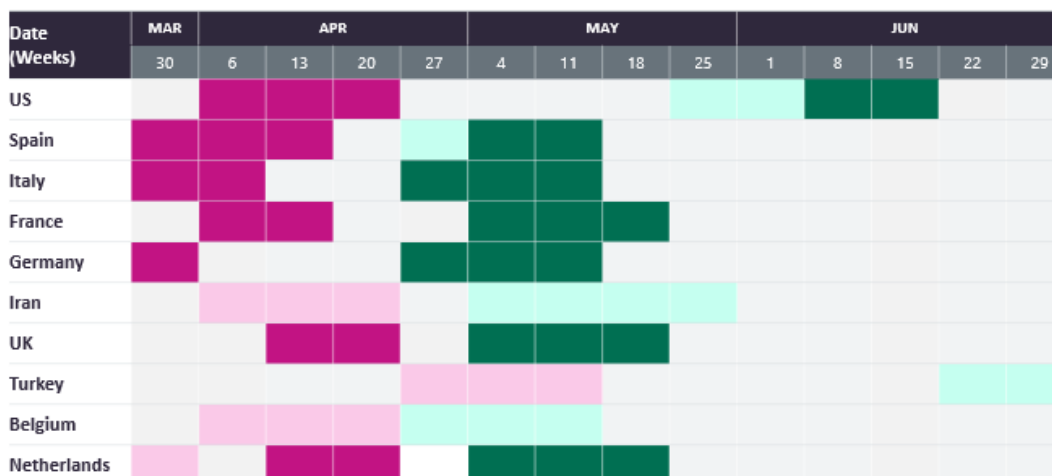 Date MAR APR MAY JUN
(Weeks) 30 6 13 20 27 4 11 18 25 1 8 15 22 29
US
Spain
Italy
France
Germany
Iran
UK
Turkey
Belgium
Netherlands